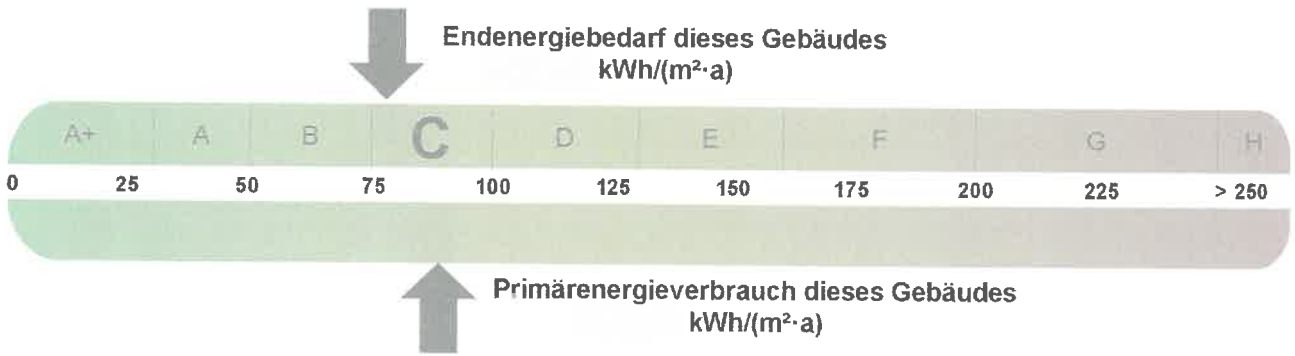 Endenergiebedarf dieses Gebäudes
kWh/(m²·a)
A+ A B C D E F G H
0 25 50 75 100 125 150 175 200 225 > 250
Primärenergieverbrauch dieses Gebäudes
kWh/(m²·a)